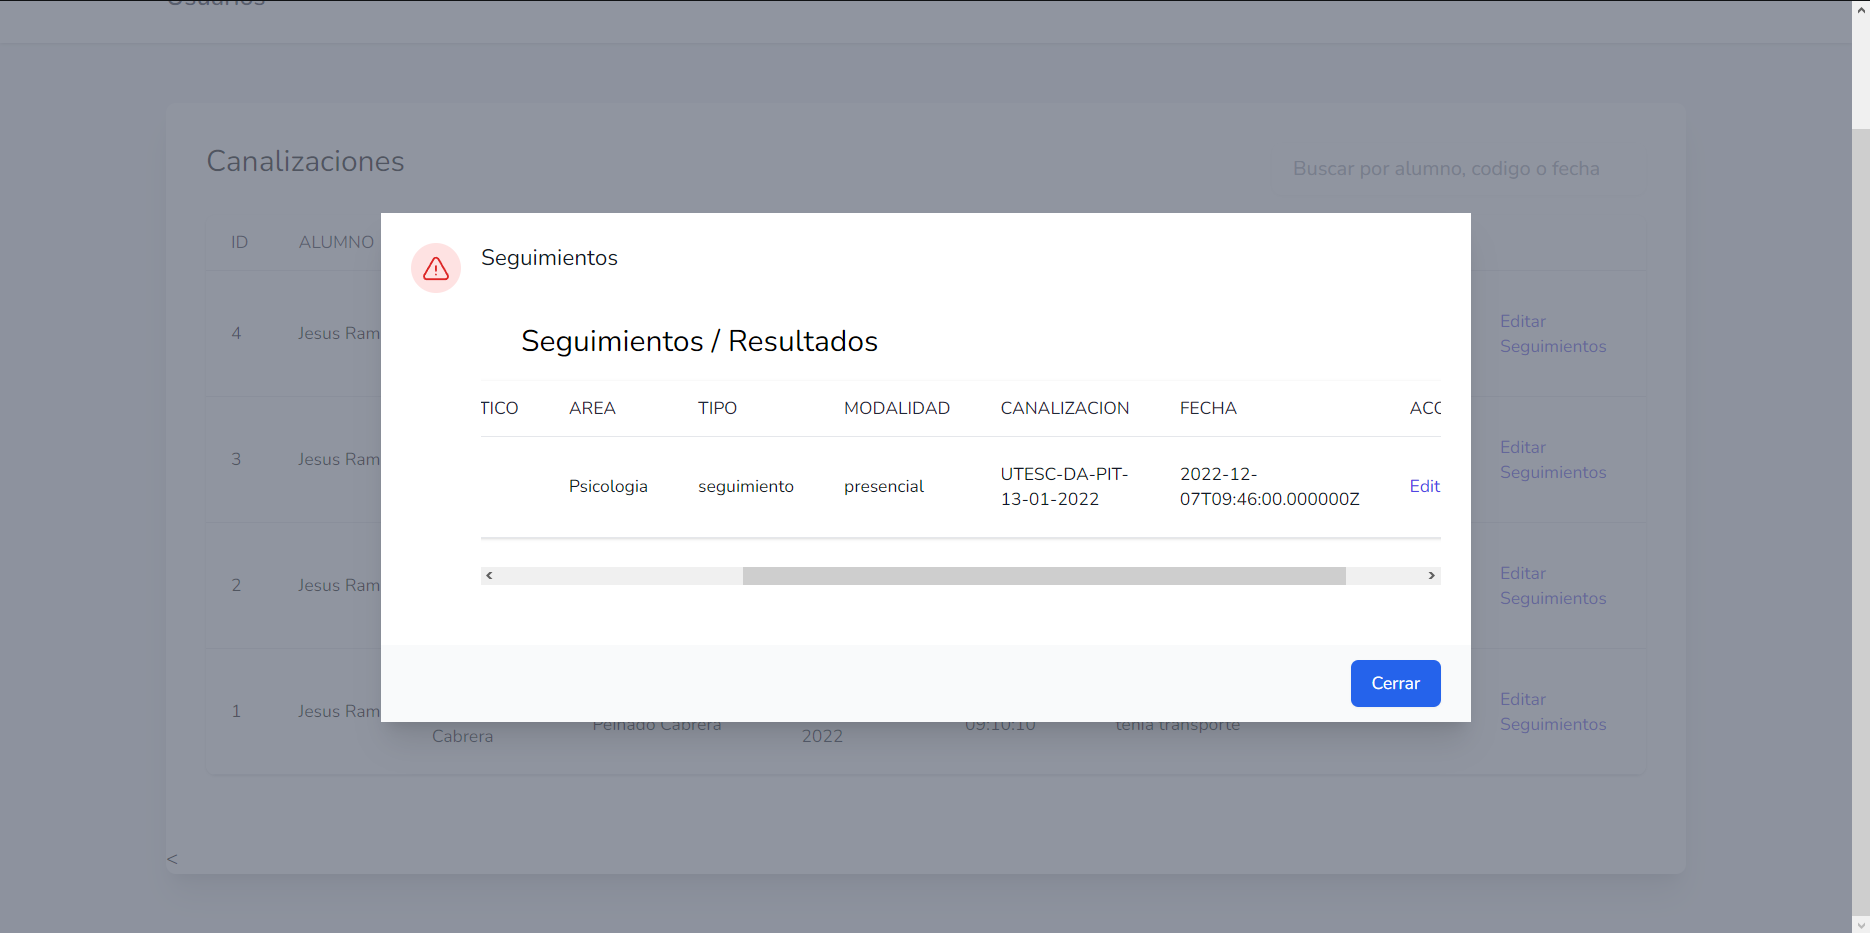 Usuarios
Canalizaciones
Buscar por alumno, codigo o fecha
ID ALUMNO
4 Jesus Ram
Editar
Seguimientos
3 Jesus Ram
Editar
Seguimientos
2 Jesus Ram
Editar
Seguimientos
1 Jesus Ram
Editar
Seguimientos
Cabrera
Peinado Cabrera
2022
09:10:10
tenia transporte
<
Seguimientos
Seguimientos / Resultados
TICO AREA TIPO MODALIDAD CANALIZACION FECHA ACC
Psicologia seguimiento presencial UTESC-DA-PIT-
13-01-2022
2022-12-
07T09:46:00.000000Z
Edit
Cerrar